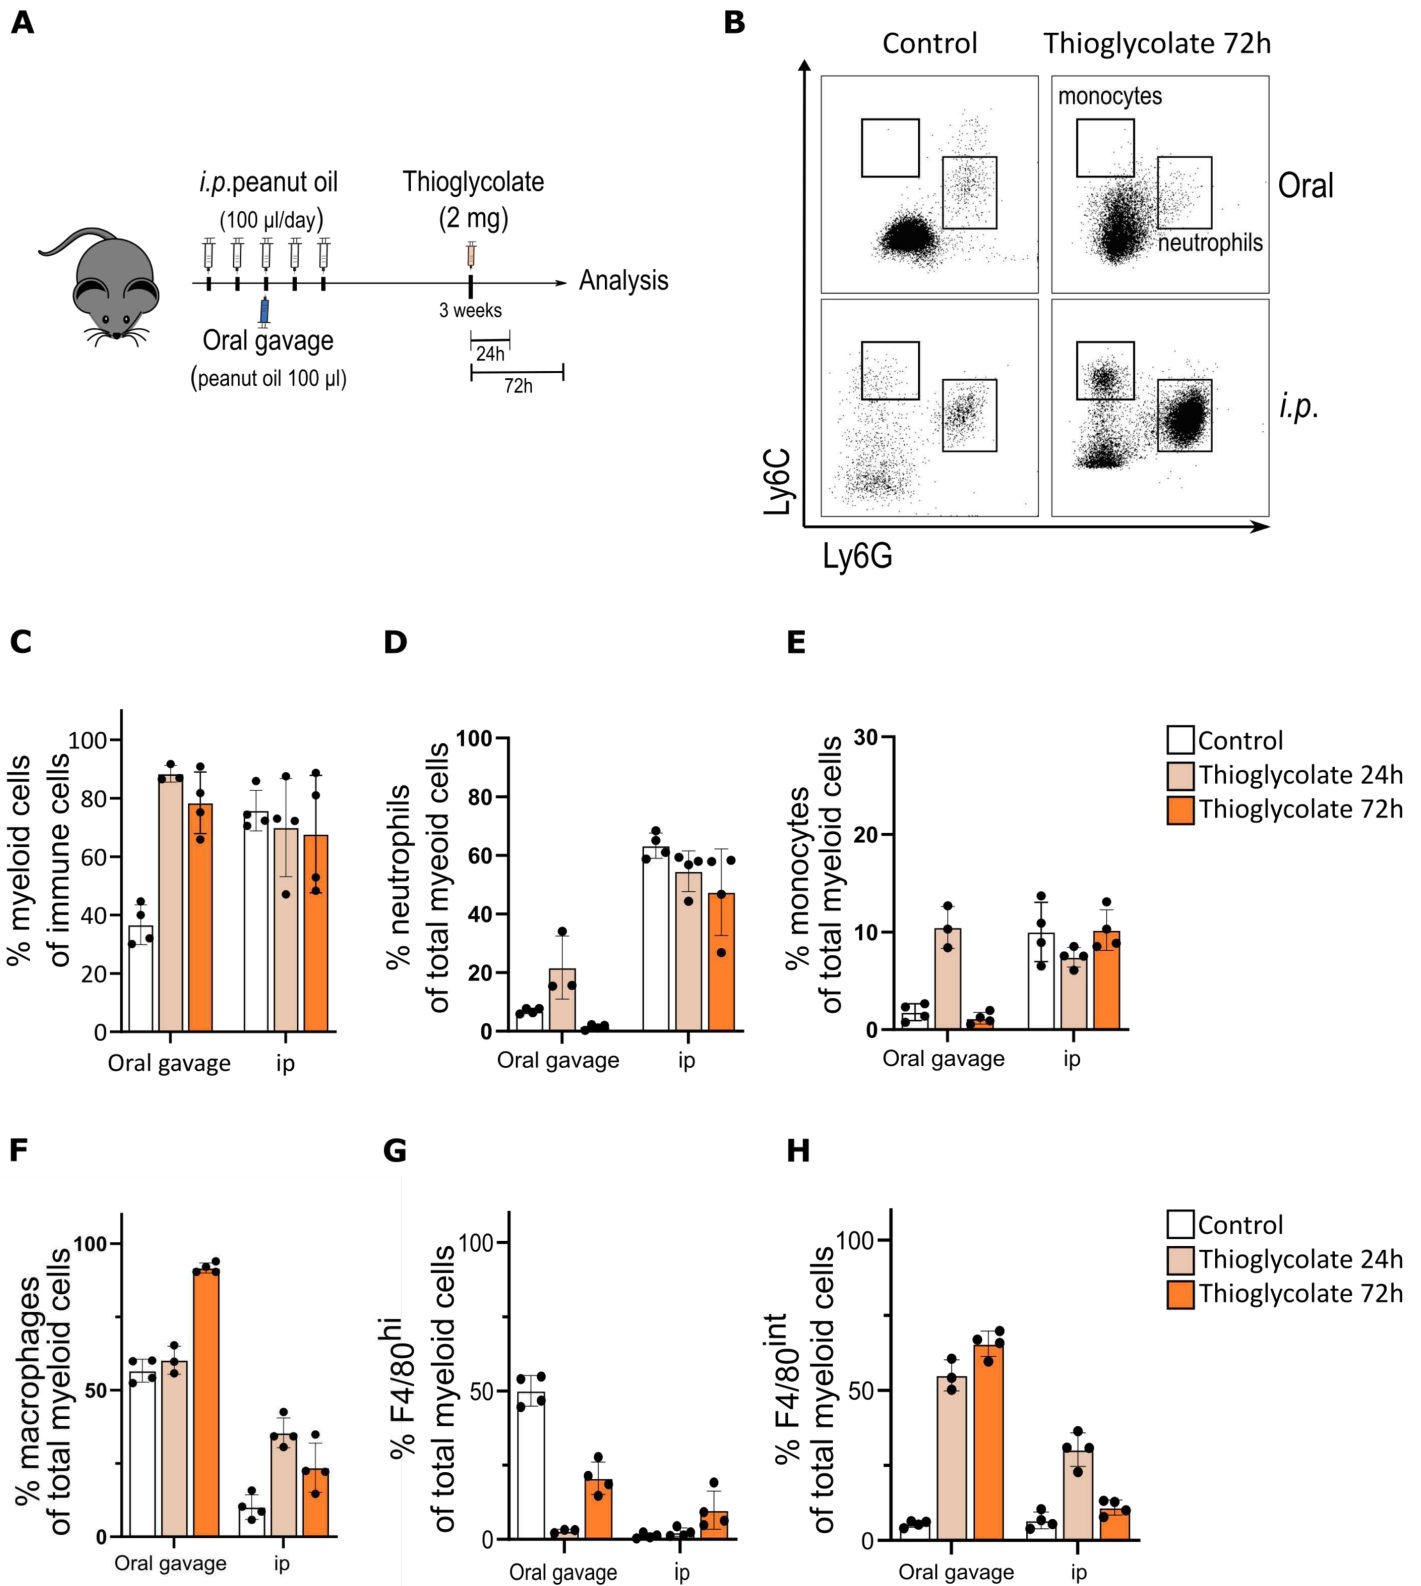 A
i.p.peanut oil
(100 µl/day)
Thioglycolate
(2 mg)
Analysis
3 weeks
24h
72h
Oral gavage
(peanut oil 100 µl)
B
Control
Thioglycolate 72h
monocytes
neutrophils
Oral
i.p.
Ly6C
Ly6G
C
% myeloid cells
of immune cells
100
80
60
40
20
0
Oral gavage
ip
D
% neutrophils
of total myeoid cells
100
80
60
40
20
0
Oral gavage
ip
E
% monocytes
of total myeloid cells
30
20
10
0
Oral gavage
ip
Control
Thioglycolate 24h
Thioglycolate 72h
F
% macrophages
of total myeloid cells
100
50
0
Oral gavage
ip
G
% F4/80hi
of total myeloid cells
100
50
0
Oral gavage
ip
H
% F4/80int
of total myeloid cells
100
50
0
Oral gavage
ip
Control
Thioglycolate 24h
Thioglycolate 72h